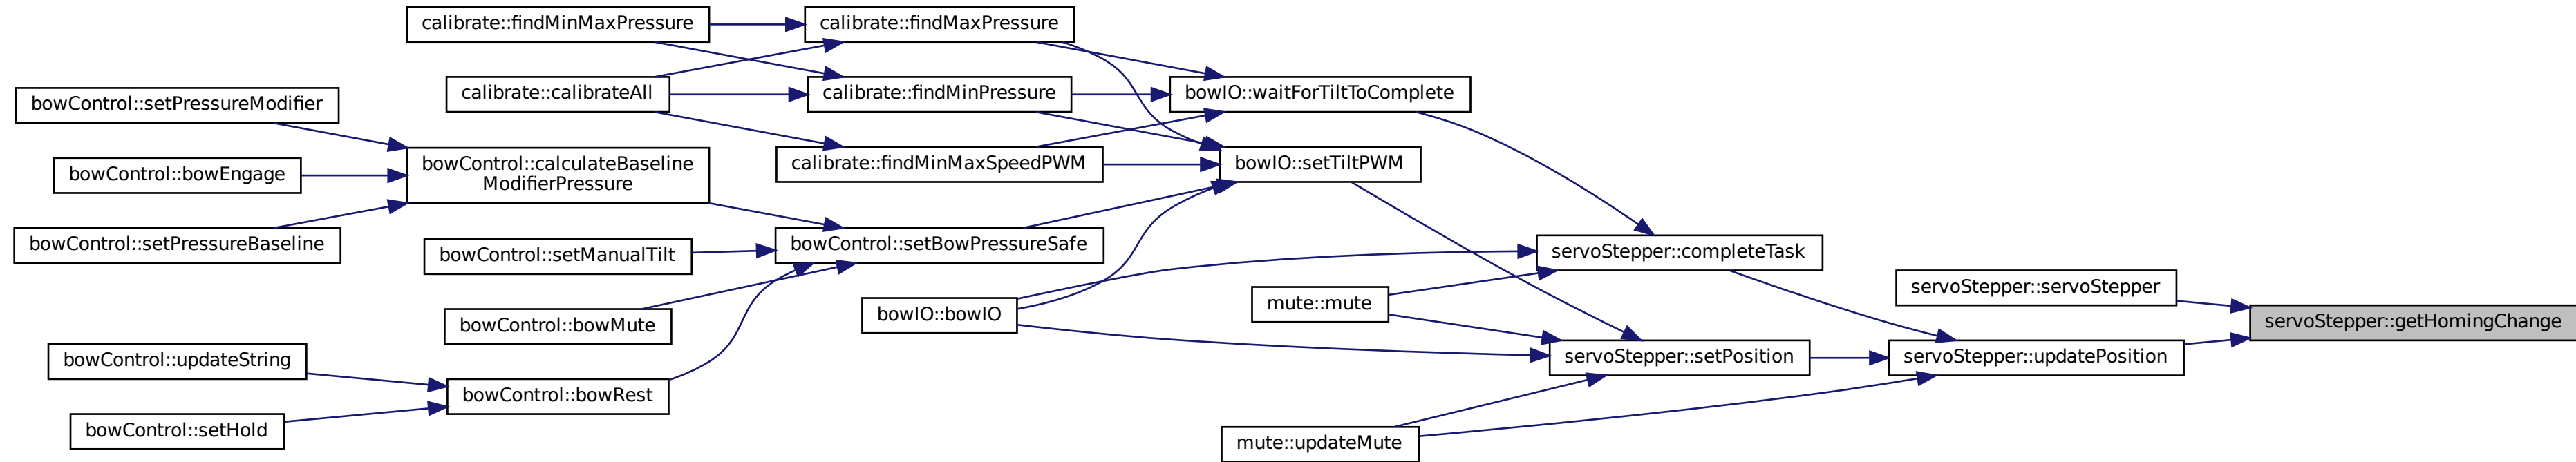 calibrate::findMinMaxPressure
calibrate::findMaxPressure
calibrate::calibrateAll
calibrate::findMinPressure
bowIO::waitForTiltToComplete
bowControl::setPressureModifier
bowControl::calculateBaseline
ModifierPressure
calibrate::findMinMaxSpeedPWM
bowIO::setTiltPWM
bowControl::bowEngage
bowControl::setPressureBaseline
bowControl::setManualTilt
bowControl::setBowPressureSafe
servoStepper::completeTask
servoStepper::servoStepper
bowControl::bowMute
bowIO::bowIO
mute::mute
servoStepper::getHomingChange
bowControl::updateString
servoStepper::setPosition
servoStepper::updatePosition
bowControl::bowRest
bowControl::setHold
mute::updateMute